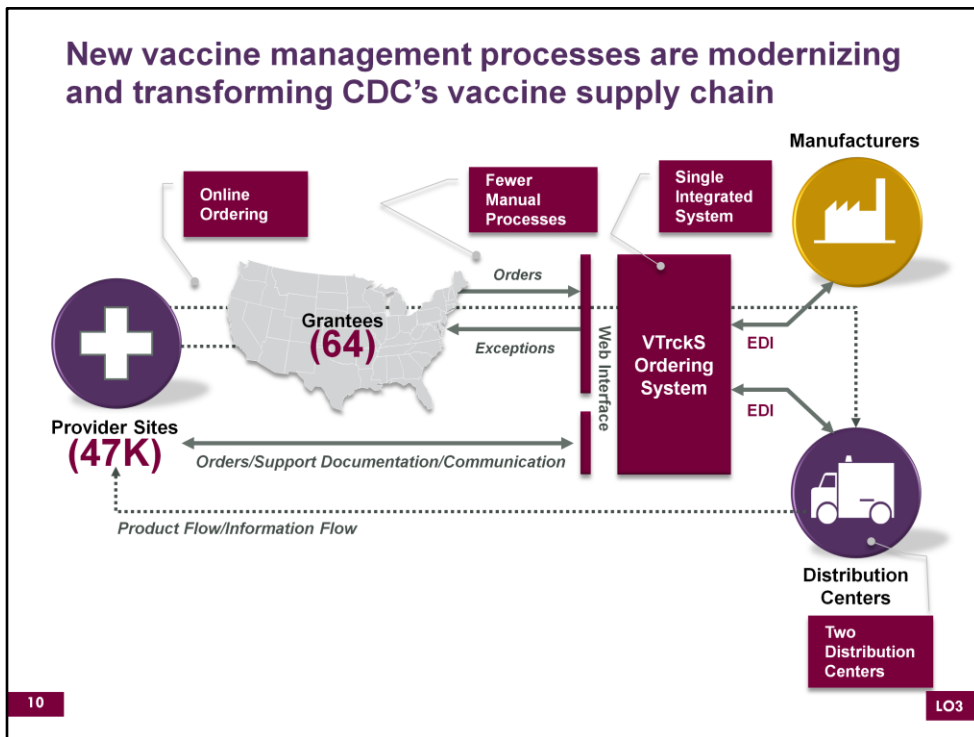 New vaccine management processes are modernizing
and transforming CDC's vaccine supply chain
Manufacturers
Online
Ordering
Fewer
Manual
Processes
Single
Integrated
System
Orders
Grantees
(64)
Exceptions
Web Interface
VTrckS
Ordering
System
EDI
EDI
Provider Sites
(47K)
Orders/Support Documentation/Communication
Product Flow/Information Flow
Distribution
Centers
Two
Distribution
Centers
10
LO3